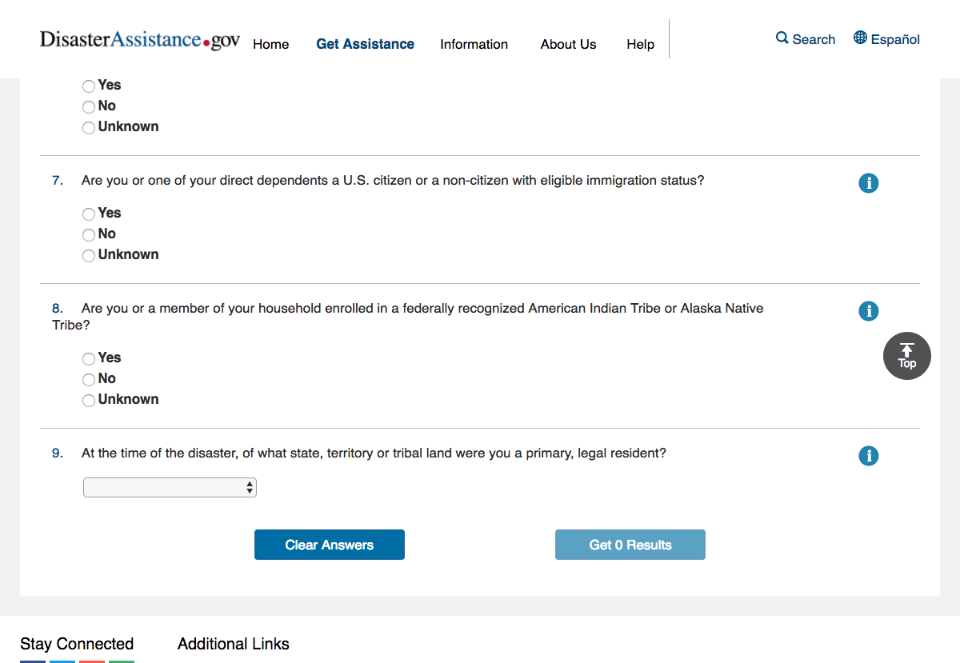 DisasterAssistance.gov Home Get Assistance Information About Us Help Search Español
Yes
No
Unknown
7. Are you or one of your direct dependents a U.S. citizen or a non-citizen with eligible immigration status?
Yes
No
Unknown
8. Are you or a member of your household enrolled in a federally recognized American Indian Tribe or Alaska Native
Tribe?
Yes
No
Unknown
Top
9. At the time of the disaster, of what state, territory or tribal land were you a primary, legal resident?
Clear Answers Get 0 Results
Stay Connected Additional Links